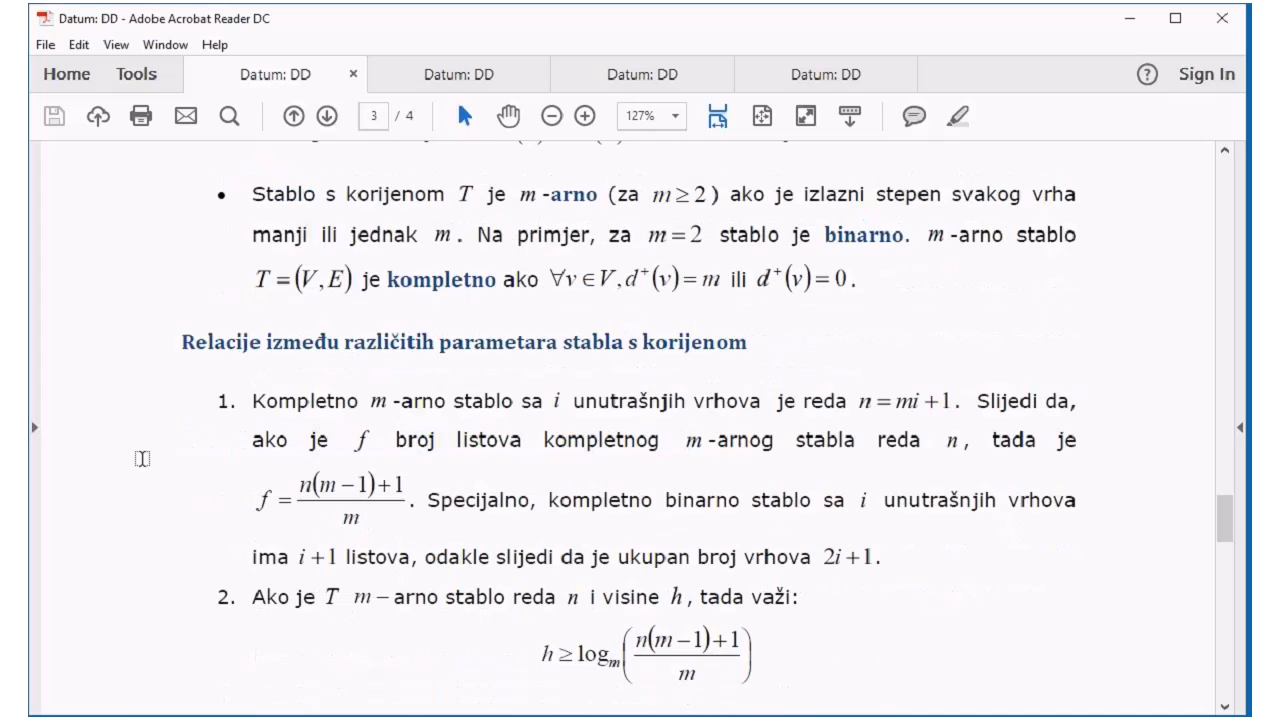 Datum: DD - Adobe Acrobat Reader DC
File Edit View Window Help
Home Tools Datum: DD × Datum: DD Datum: DD Datum: DD ? Sign In
3 / 4 127%
• Stablo s korijenom T je m -arno (za m ≥ 2) ako je izlazni stepen svakog vrha
manji ili jednak m. Na primjer, za m = 2 stablo je binarno. m -arno stablo
T = (V, E) je kompletno ako ∀v ∈ V, d⁺(v) = m ili d⁺(v) = 0.
Relacije između različitih parametara stabla s korijenom
1. Kompletno m -arno stablo sa i unutrašnjih vrhova je reda n = mi + 1. Slijedi da,
ako je f broj listova kompletnog m -arnog stabla reda n, tada je
f = (n(m − 1) + 1) / m. Specijalno, kompletno binarno stablo sa i unutrašnjih vrhova
ima i + 1 listova, odakle slijedi da je ukupan broj vrhova 2i + 1.
2. Ako je T m – arno stablo reda n i visine h, tada važi:
h ≥ logₘ((n(m − 1) + 1) / m)